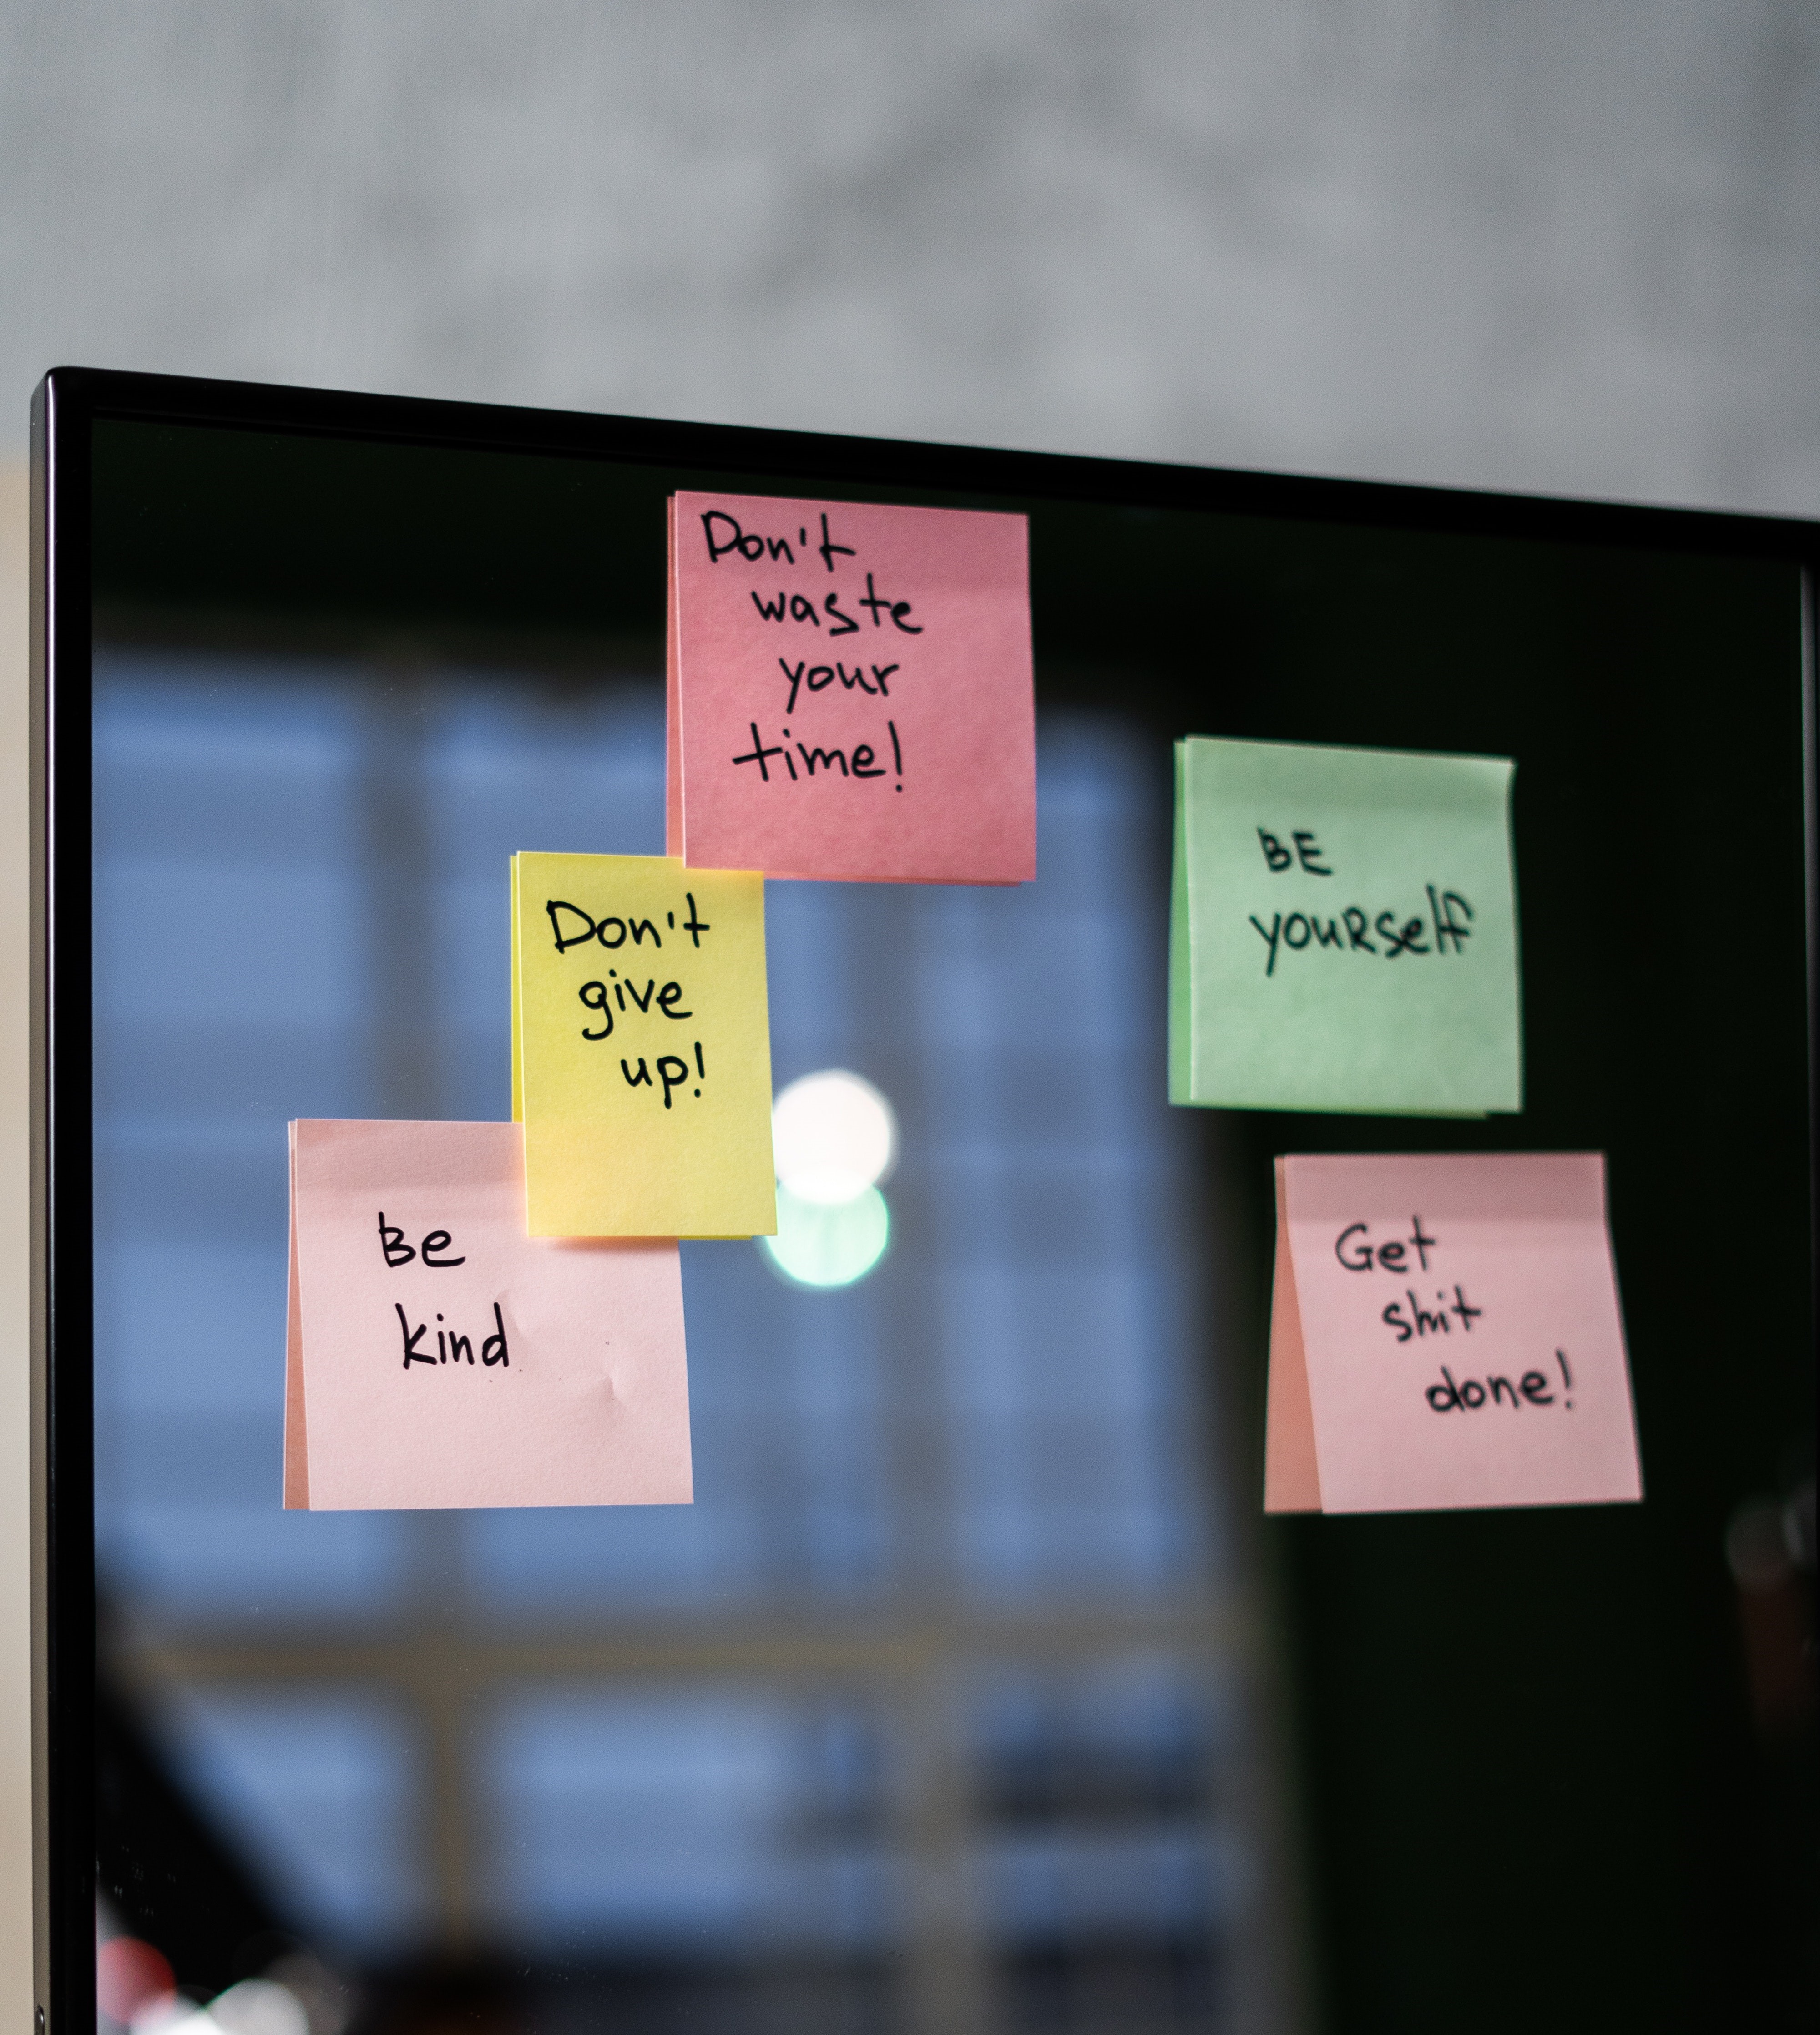 Don't
waste
your
time!
Don't
give
up!
Be
kind
BE
youRself
Get
shit
done!